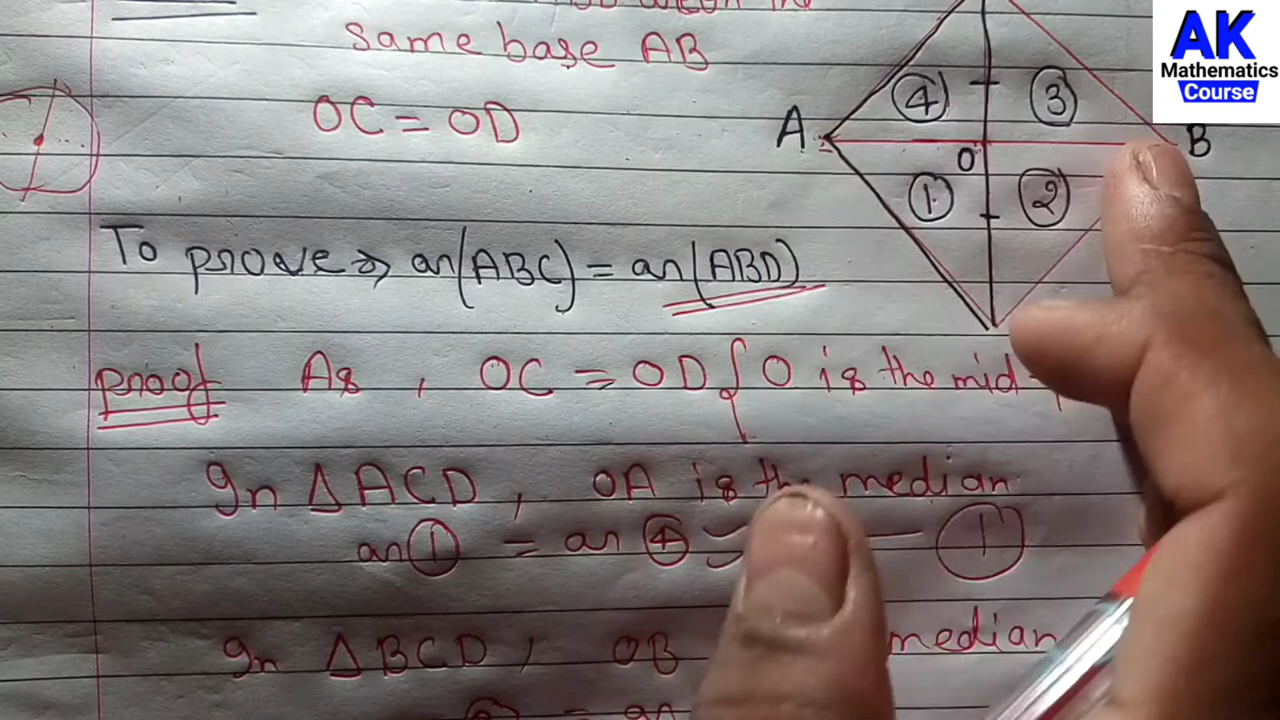 same base AB
OC = OD
AK
Mathematics
Course
④ ③
A B
O
① ②
To prove ⇒ ar(ABC) = ar(ABD)
proof As , OC = OD { O is the mid-
In ΔACD, OA is the median
ar① = ar④ — ①
In ΔBCD, OB median
= ar